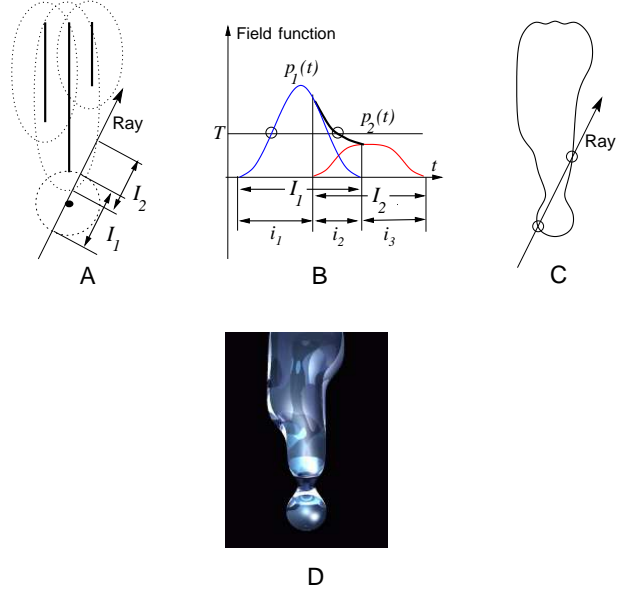 Field function
p1(t)
p2(t)
T
t
Ray
I2
I1
I1
I2
i1
i2
i3
Ray
A
B
C
D